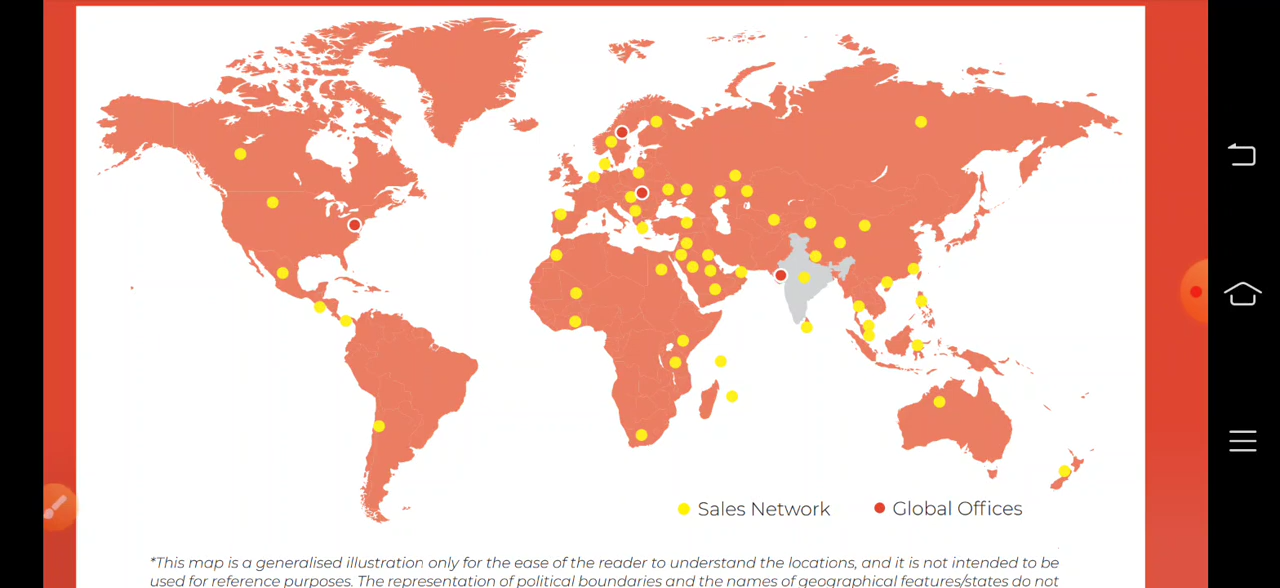 Sales Network
Global Offices
*This map is a generalised illustration only for the ease of the reader to understand the locations, and it is not intended to be
used for reference purposes. The representation of political boundaries and the names of geographical features/states do not